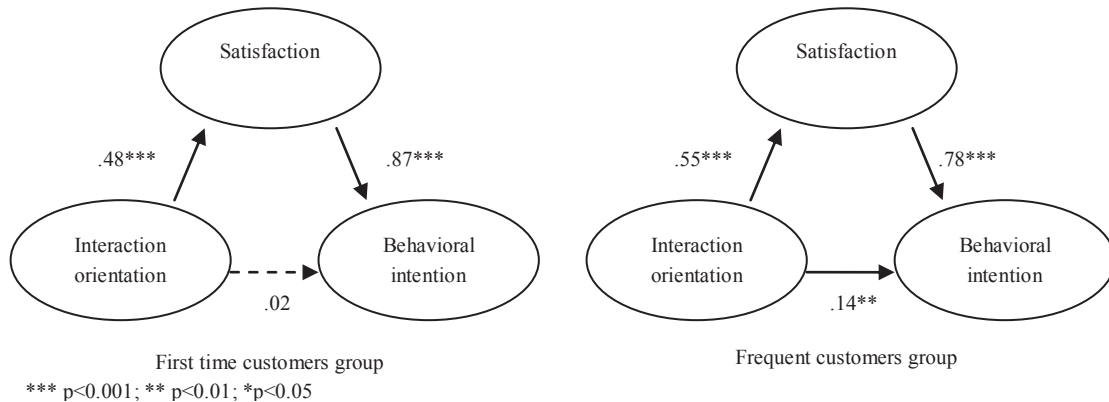 Satisfaction
.48***
.87***
Interaction
orientation
Behavioral
intention
.02
First time customers group
*** p<0.001; ** p<0.01; *p<0.05
Satisfaction
.55***
.78***
Interaction
orientation
Behavioral
intention
.14**
Frequent customers group